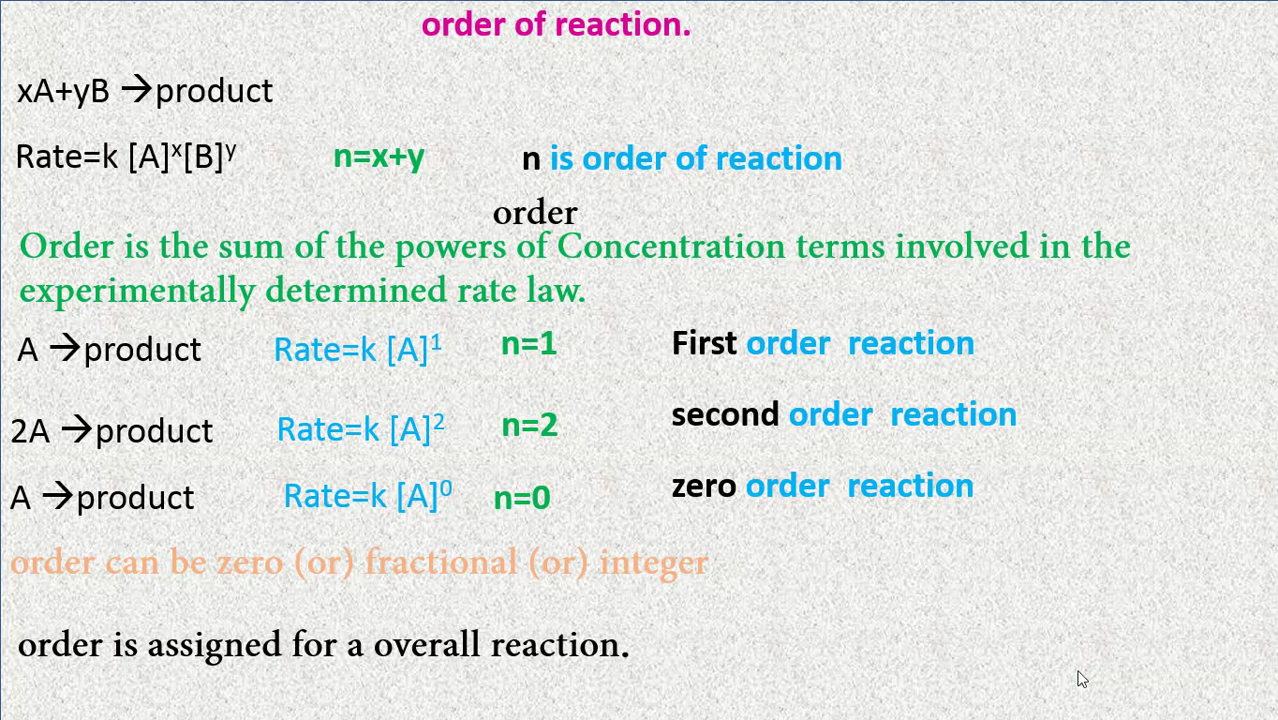 order of reaction.
xA+yB →product
Rate=k [A]ˣ[B]ʸ n=x+y n is order of reaction
order
Order is the sum of the powers of Concentration terms involved in the
experimentally determined rate law.
A →product Rate=k [A]¹ n=1 First order reaction
2A →product Rate=k [A]² n=2 second order reaction
A →product Rate=k [A]⁰ n=0 zero order reaction
order can be zero (or) fractional (or) integer
order is assigned for a overall reaction.